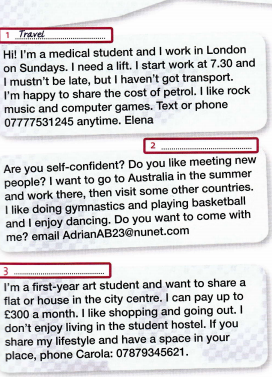 1 Travel
Hi! I'm a medical student and I work in London
on Sundays. I need a lift. I start work at 7.30 and
I mustn't be late, but I haven't got transport.
I'm happy to share the cost of petrol. I like rock
music and computer games. Text or phone
07777531245 anytime. Elena
2 ..............................
Are you self-confident? Do you like meeting new
people? I want to go to Australia in the summer
and work there, then visit some other countries.
I like doing gymnastics and playing basketball
and I enjoy dancing. Do you want to come with
me? email AdrianAB23@nunet.com
3 ..............................
I'm a first-year art student and want to share a
flat or house in the city centre. I can pay up to
£300 a month. I like shopping and going out. I
don't enjoy living in the student hostel. If you
share my lifestyle and have a space in your
place, phone Carola: 07879345621.